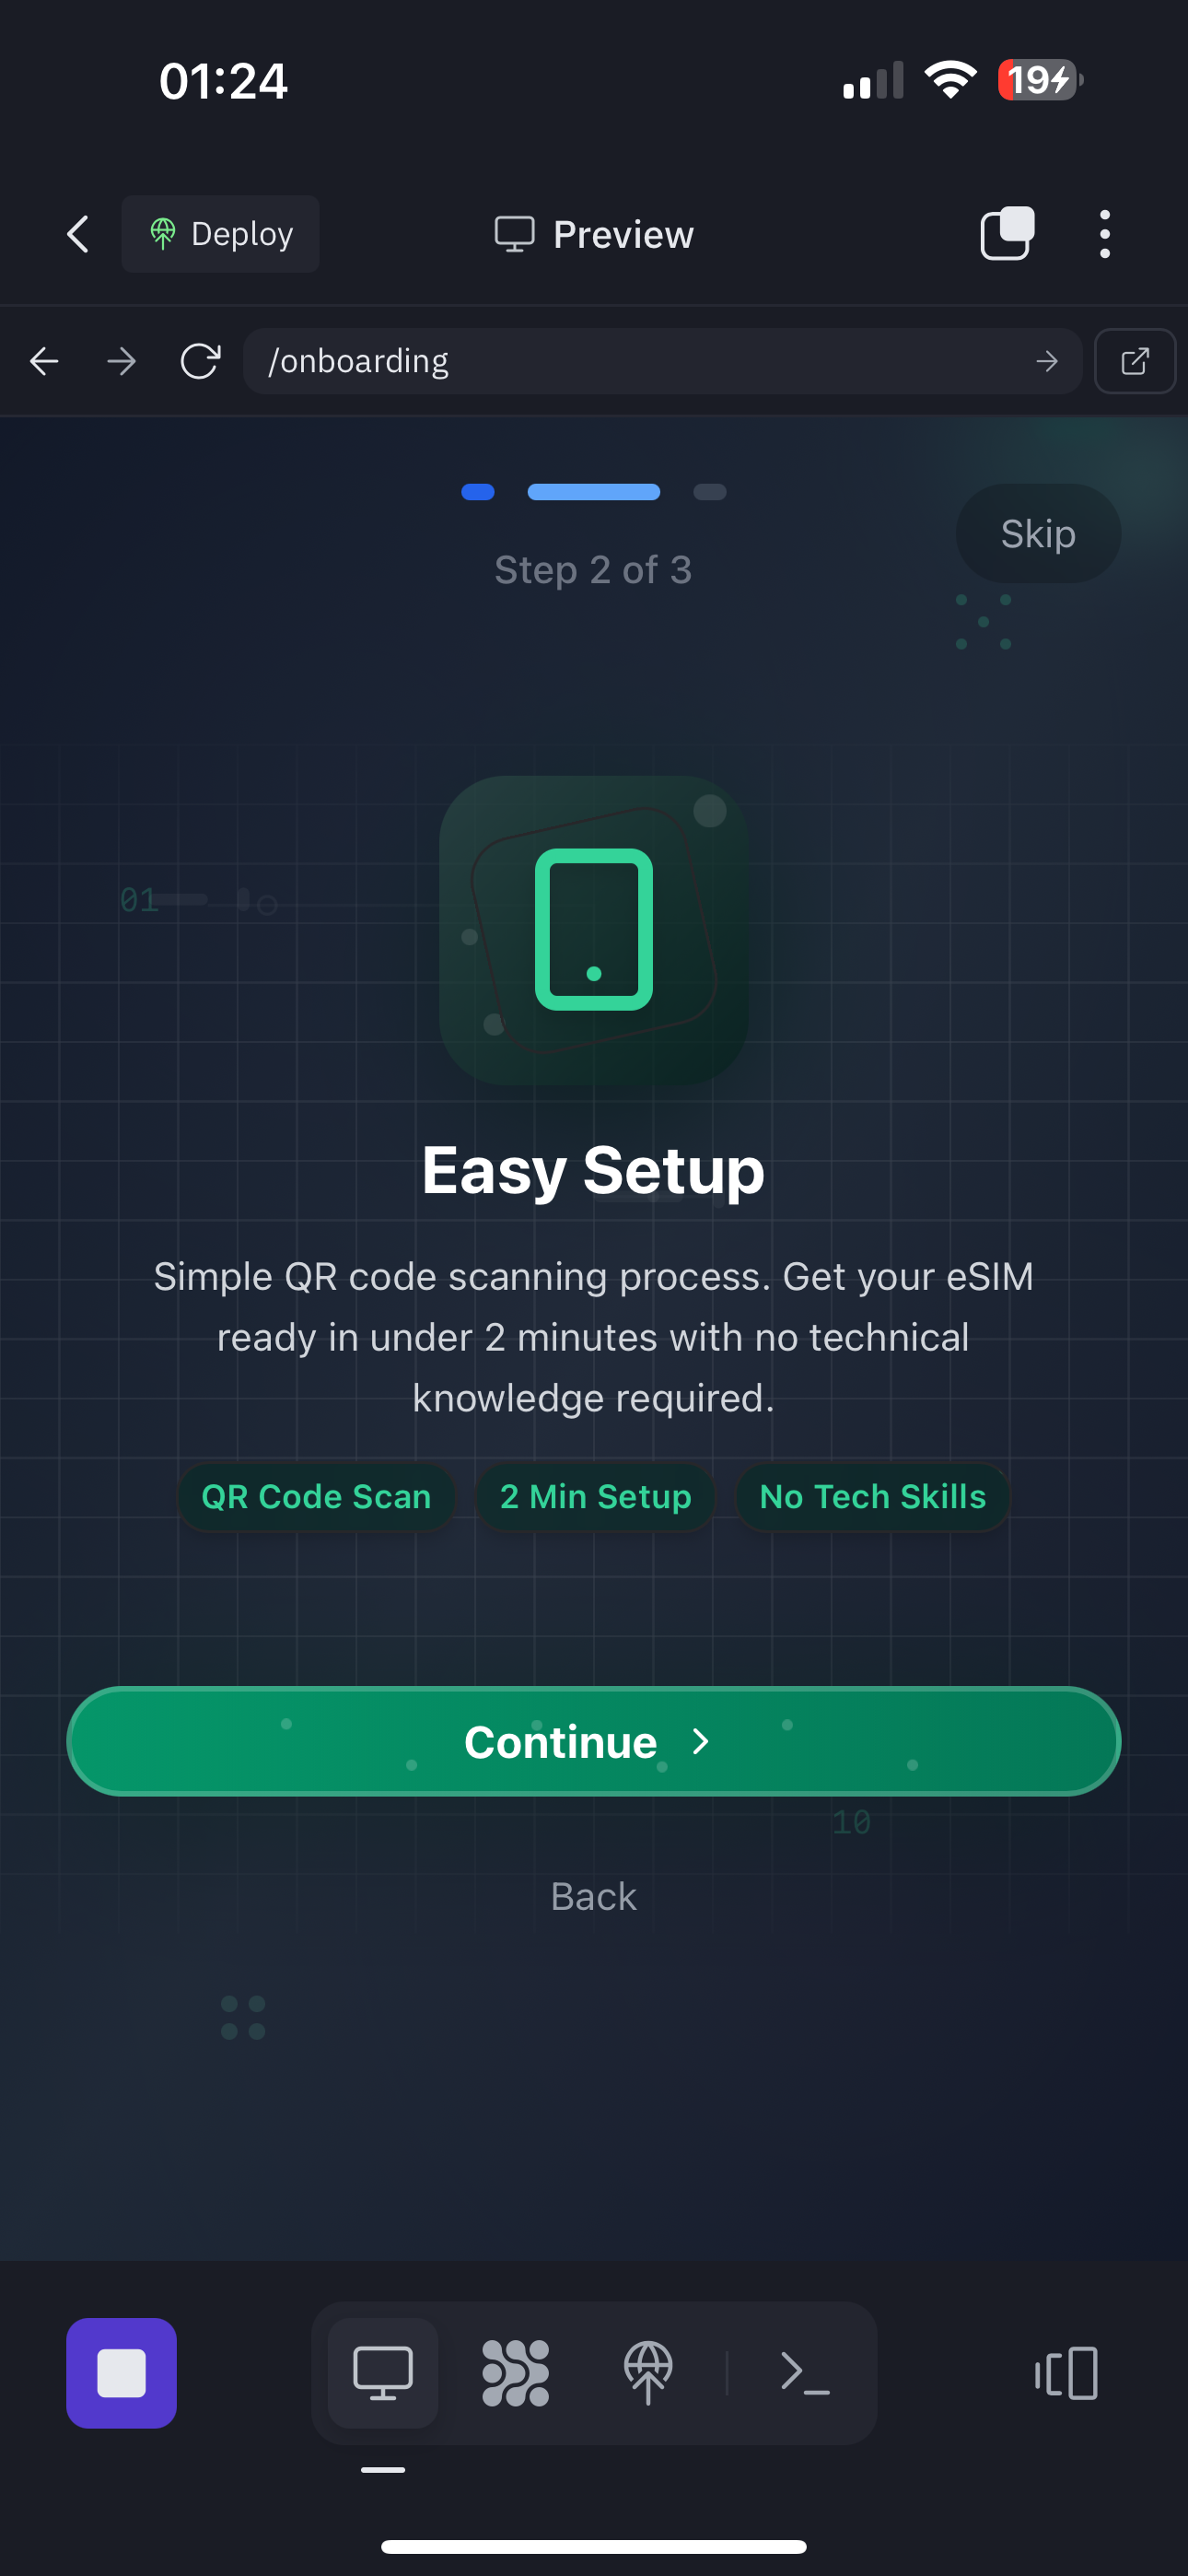 01:24
19
Deploy
Preview
/onboarding
Skip
Step 2 of 3
01
Easy Setup
Simple QR code scanning process. Get your eSIM
ready in under 2 minutes with no technical
knowledge required.
QR Code Scan
2 Min Setup
No Tech Skills
Continue
10
Back